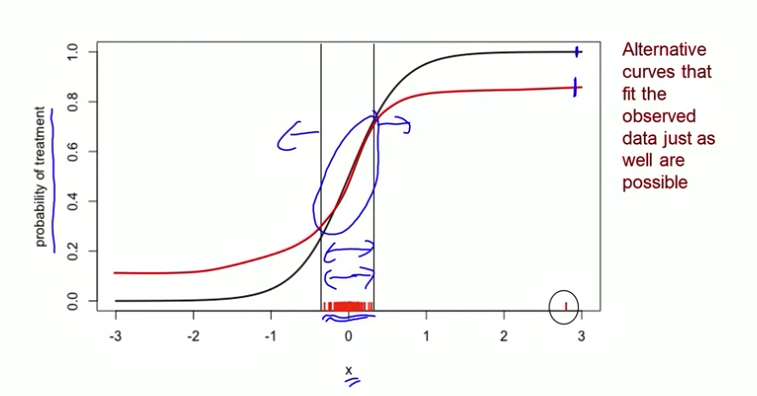 Alternative
curves that
fit the
observed
data just as
well are
possible
probability of treatment
1.0
0.8
0.6
0.4
0.2
0.0
-3 -2 -1 0 1 2 3
x